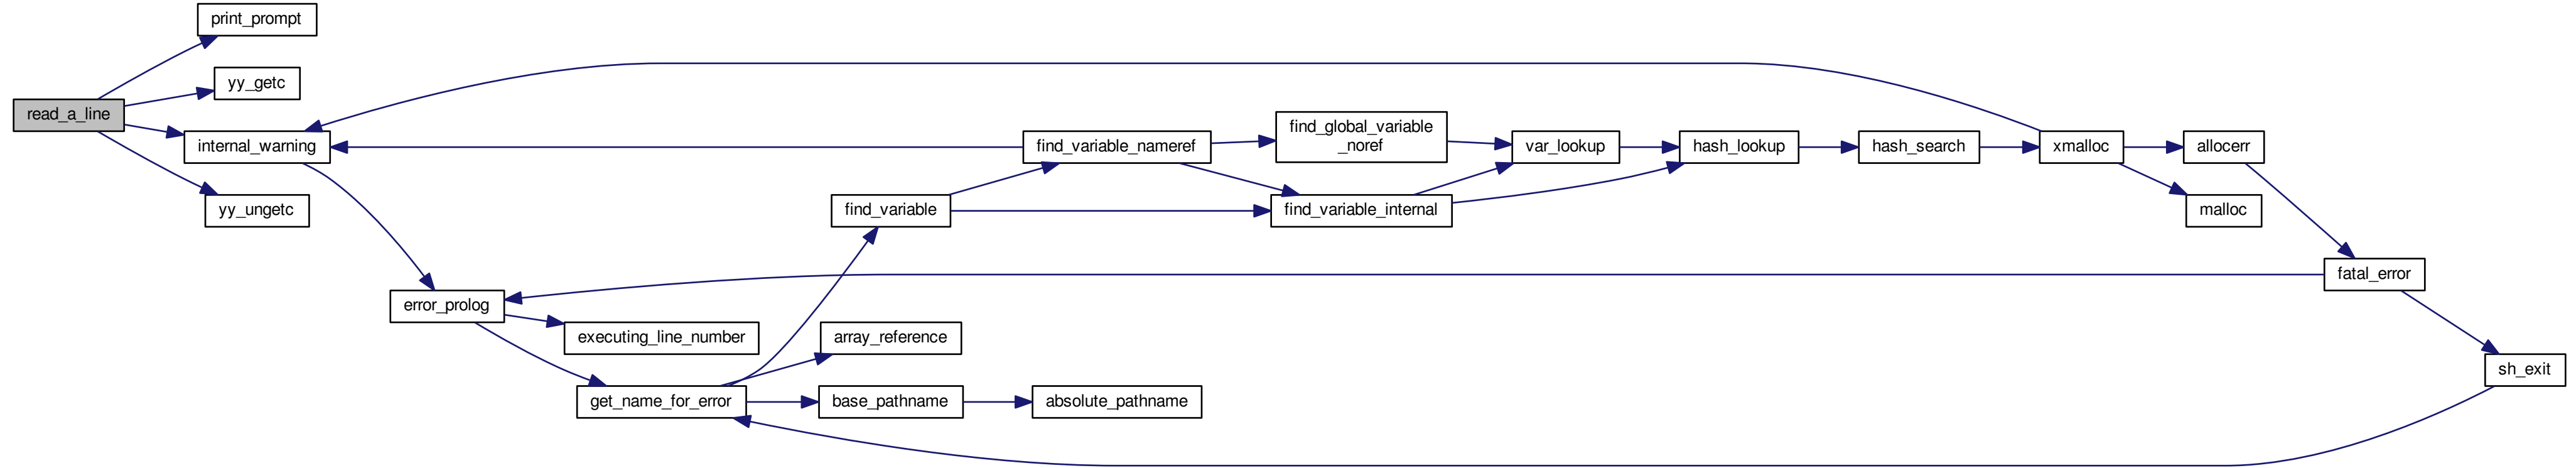 print_prompt
yy_getc
read_a_line
internal_warning
yy_ungetc
find_variable_nameref
find_global_variable
_noref
var_lookup
hash_lookup
hash_search
xmalloc
allocerr
malloc
find_variable
find_variable_internal
fatal_error
error_prolog
executing_line_number
array_reference
sh_exit
get_name_for_error
base_pathname
absolute_pathname